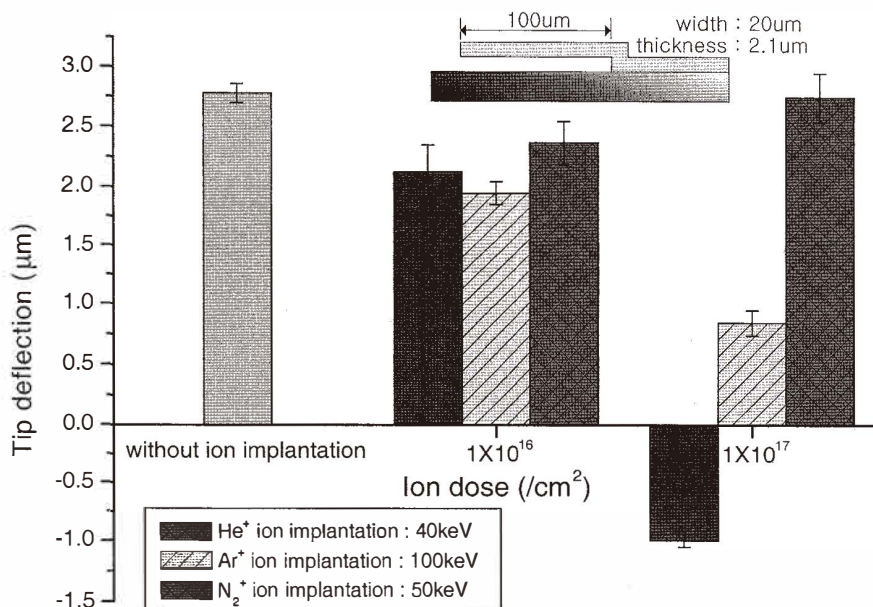 100um
width : 20um
thickness : 2.1um
Tip deflection (μm)
3.0
2.5
2.0
1.5
1.0
0.5
0.0
-0.5
-1.0
-1.5
without ion implantation
1X10¹⁶
1X10¹⁷
Ion dose (/cm²)
He⁺ ion implantation : 40keV
Ar⁺ ion implantation : 100keV
N₂⁺ ion implantation : 50keV